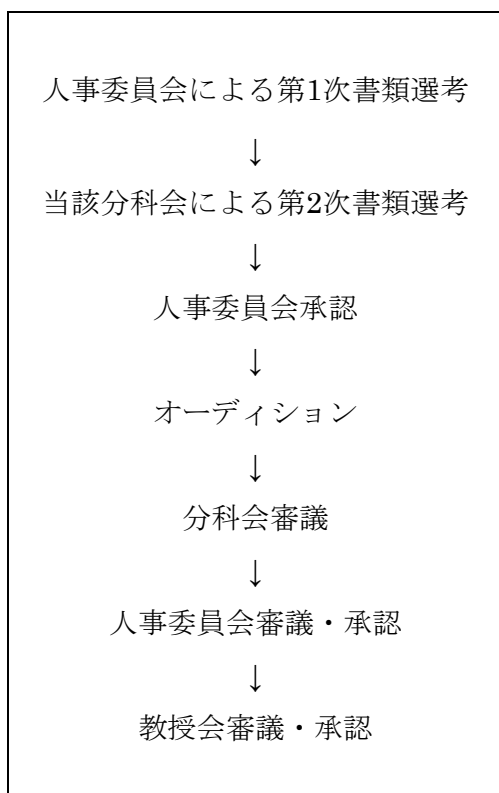 人事委員会による第1次書類選考
↓
当該分科会による第2次書類選考
↓
人事委員会承認
↓
オーディション
↓
分科会審議
↓
人事委員会審議・承認
↓
教授会審議・承認